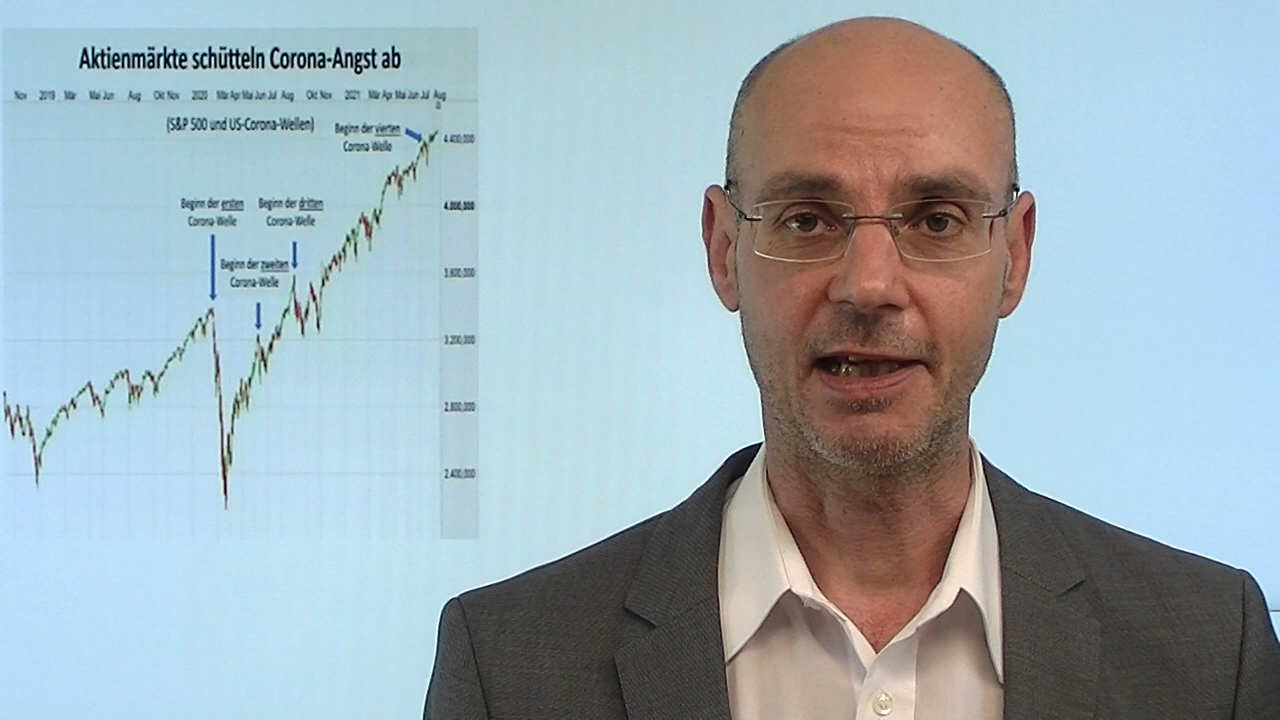 Aktienmärkte schütteln Corona-Angst ab
Nov 2019 Mär Mai Jun Aug Okt Nov 2020 Mär Apr Mai Jun Jul Aug Okt Nov 2021 Mär Apr Mai Jun Jul Aug
(S&P 500 und US-Corona-Wellen)
Beginn der vierten
Corona-Welle
4.400,000
Beginn der ersten
Corona-Welle
Beginn der dritten
Corona-Welle
4.000,000
Beginn der zweiten
Corona-Welle
3.600,000
3.200,000
2.800,000
2.400,000